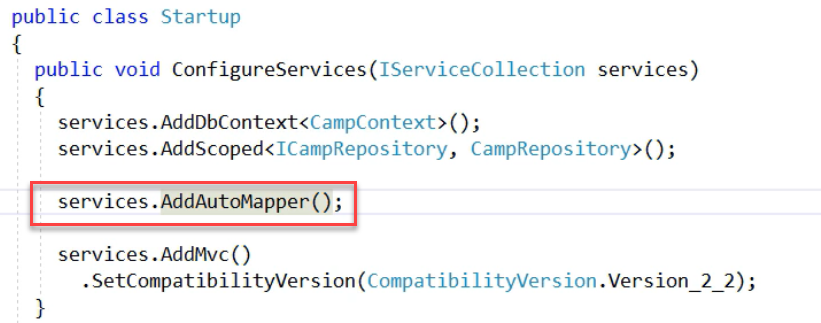 public class Startup
{
public void ConfigureServices(IServiceCollection services)
{
services.AddDbContext<CampContext>();
services.AddScoped<ICampRepository, CampRepository>();
services.AddAutoMapper();
services.AddMvc()
.SetCompatibilityVersion(CompatibilityVersion.Version_2_2);
}